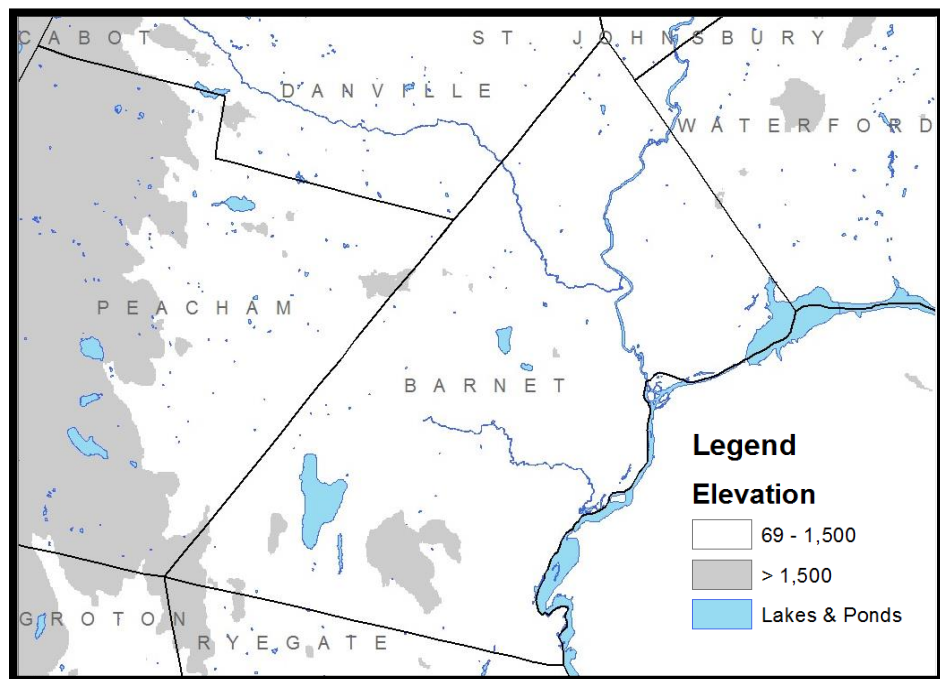 CABOT
ST. JOHNSBURY
DANVILLE
WATERFORD
PEACHAM
BARNET
Legend
Elevation
69 - 1,500
> 1,500
Lakes & Ponds
GROTON
RYEGATE